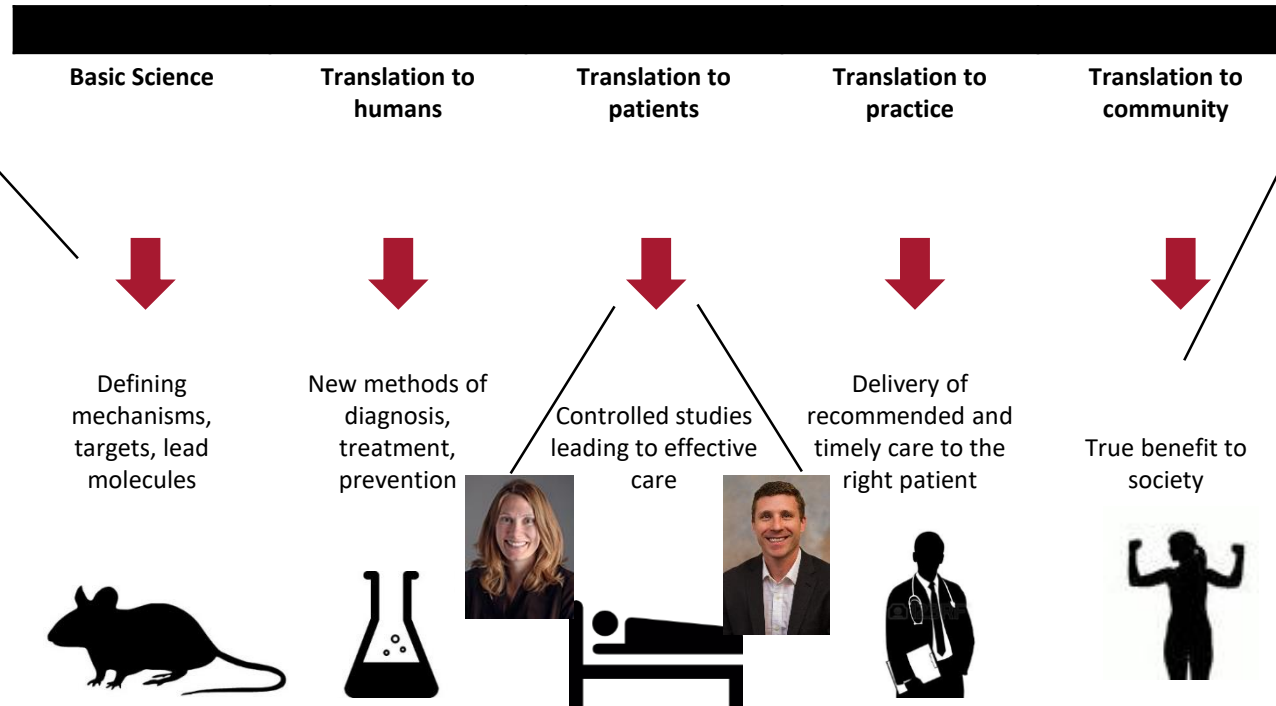 Basic Science
Translation to
humans
Translation to
patients
Translation to
practice
Translation to
community
Defining
mechanisms,
targets, lead
molecules
New methods of
diagnosis,
treatment,
prevention
Controlled studies
leading to effective
care
Delivery of
recommended and
timely care to the
right patient
True benefit to
society